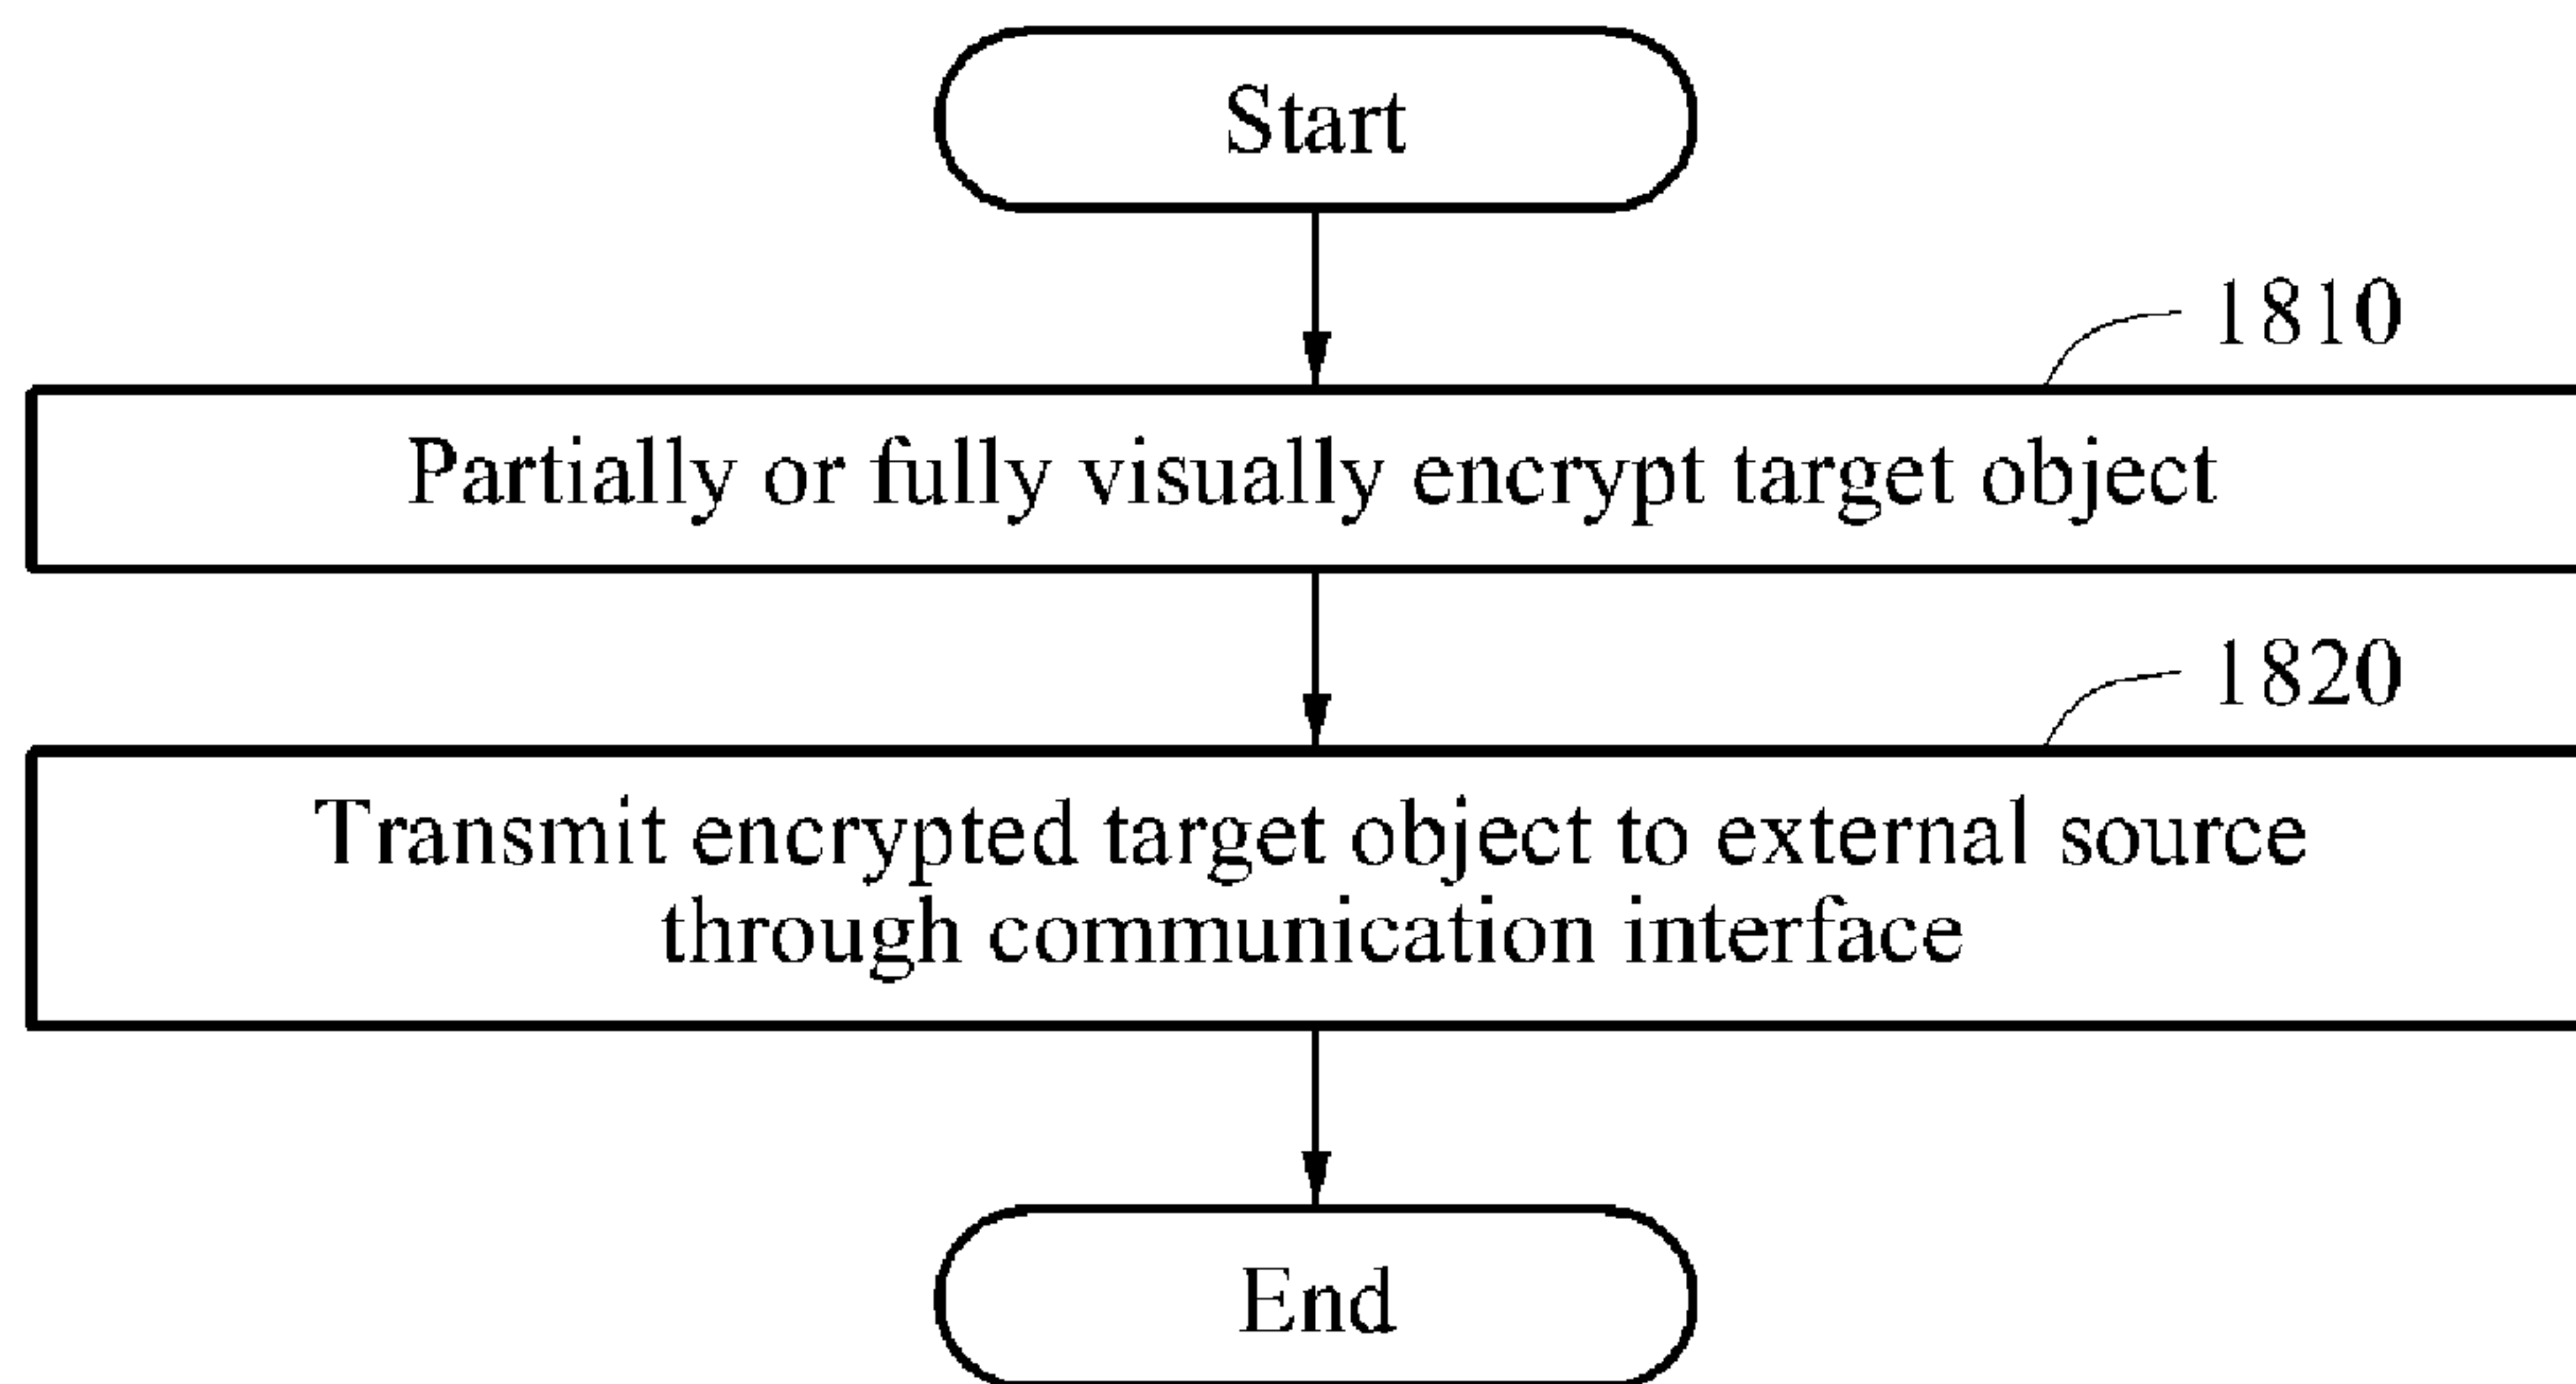 Start
1810
Partially or fully visually encrypt target object
1820
Transmit encrypted target object to external source
through communication interface
End